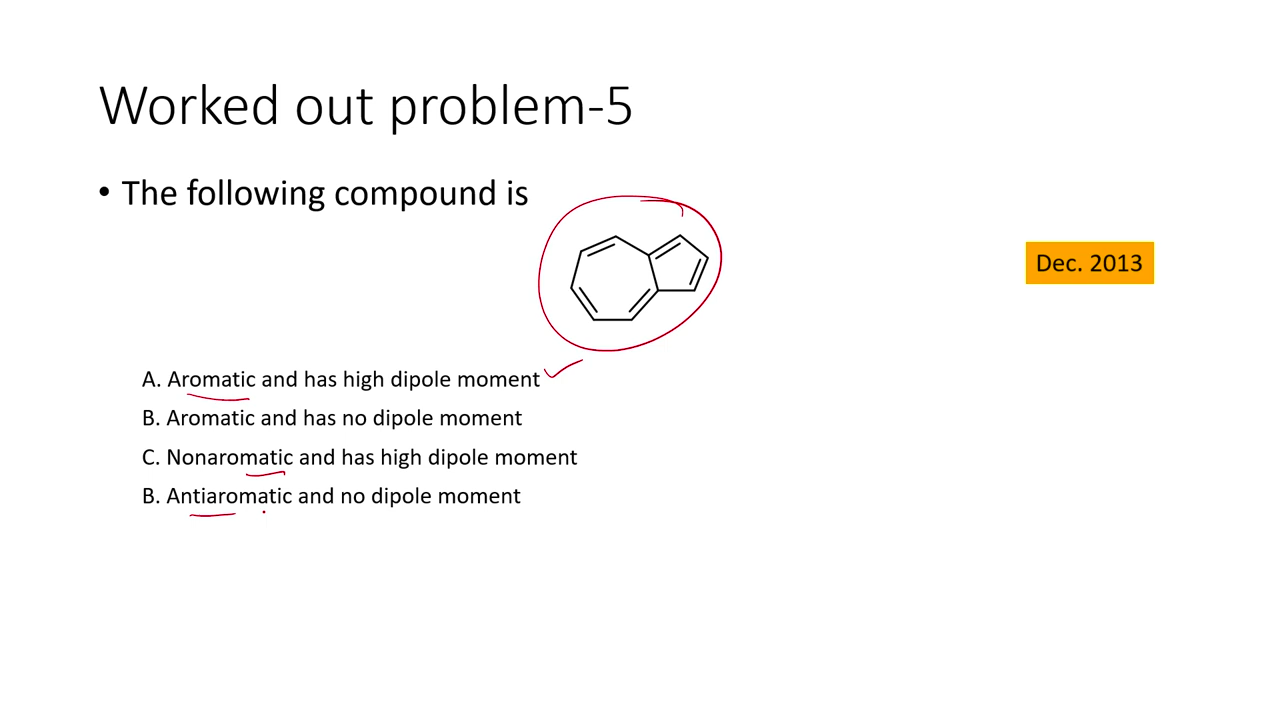 Worked out problem-5
• The following compound is
Dec. 2013
A. Aromatic and has high dipole moment
B. Aromatic and has no dipole moment
C. Nonaromatic and has high dipole moment
B. Antiaromatic and no dipole moment